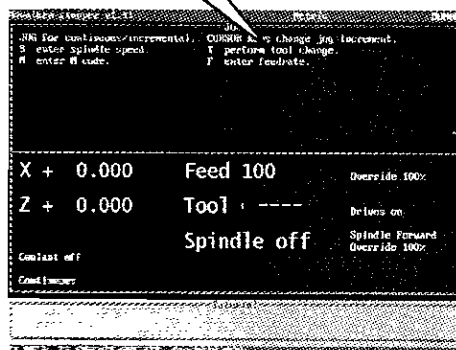 Metric
JOG for continuous/incremental. CURSOR keys change jog increment.
S enter spindle speed. T perform tool change.
M enter M code. F enter feedrate.
X + 0.000 Feed 100 Override 100%
Z + 0.000 Tool : ---- Drives on
Spindle off Spindle Forward
Override 100%
Coolant off
Continuous